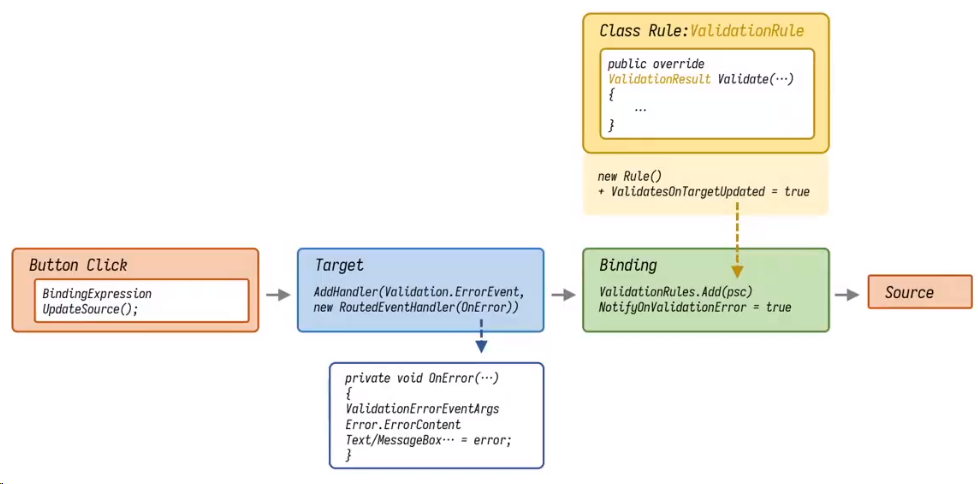 Class Rule:ValidationRule
public override
ValidationResult Validate(⋯)
{
⋯
}
new Rule()
+ ValidatesOnTargetUpdated = true
Button Click
BindingExpression
UpdateSource();
Target
AddHandler(Validation.ErrorEvent,
new RoutedEventHandler(OnError))
Binding
ValidationRules.Add(psc)
NotifyOnValidationError = true
Source
private void OnError(⋯)
{
ValidationErrorEventArgs
Error.ErrorContent
Text/MessageBox⋯ = error;
}